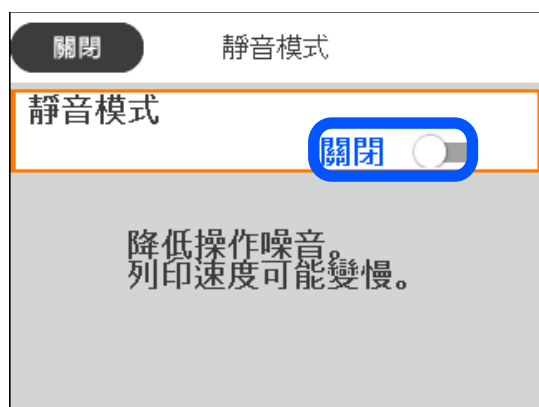 關閉 靜音模式
靜音模式
關閉
降低操作噪音。
列印速度可能變慢。